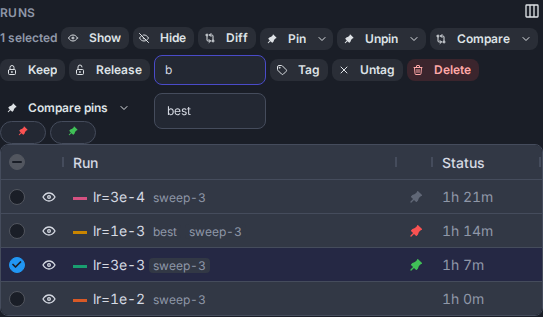 RUNS
1 selected Show Hide Diff Pin Unpin Compare
Keep Release b Tag Untag Delete
Compare pins best
Run Status
lr=3e-4 sweep-3 1h 21m
lr=1e-3 best sweep-3 1h 14m
lr=3e-3 sweep-3 1h 7m
lr=1e-2 sweep-3 1h 0m